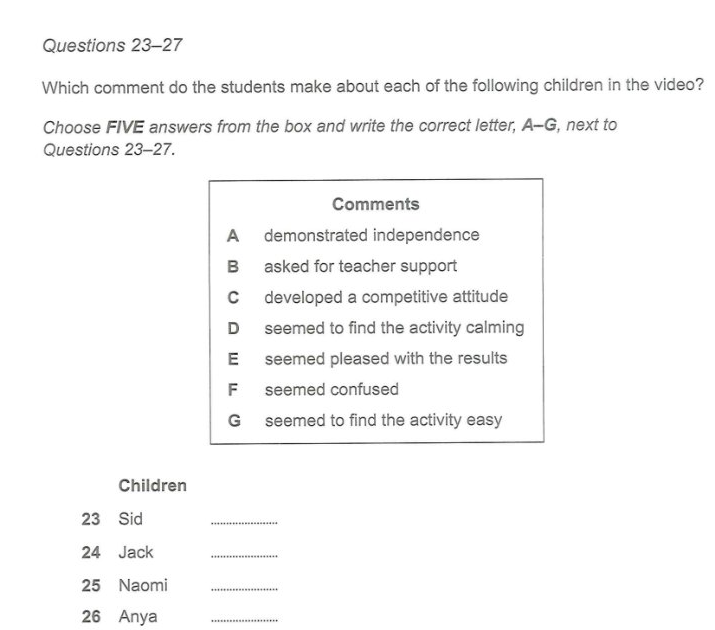 Questions 23–27
Which comment do the students make about each of the following children in the video?
Choose FIVE answers from the box and write the correct letter, A–G, next to
Questions 23–27.
Comments
A demonstrated independence
B asked for teacher support
C developed a competitive attitude
D seemed to find the activity calming
E seemed pleased with the results
F seemed confused
G seemed to find the activity easy
Children
23 Sid ........................
24 Jack ........................
25 Naomi ........................
26 Anya ........................